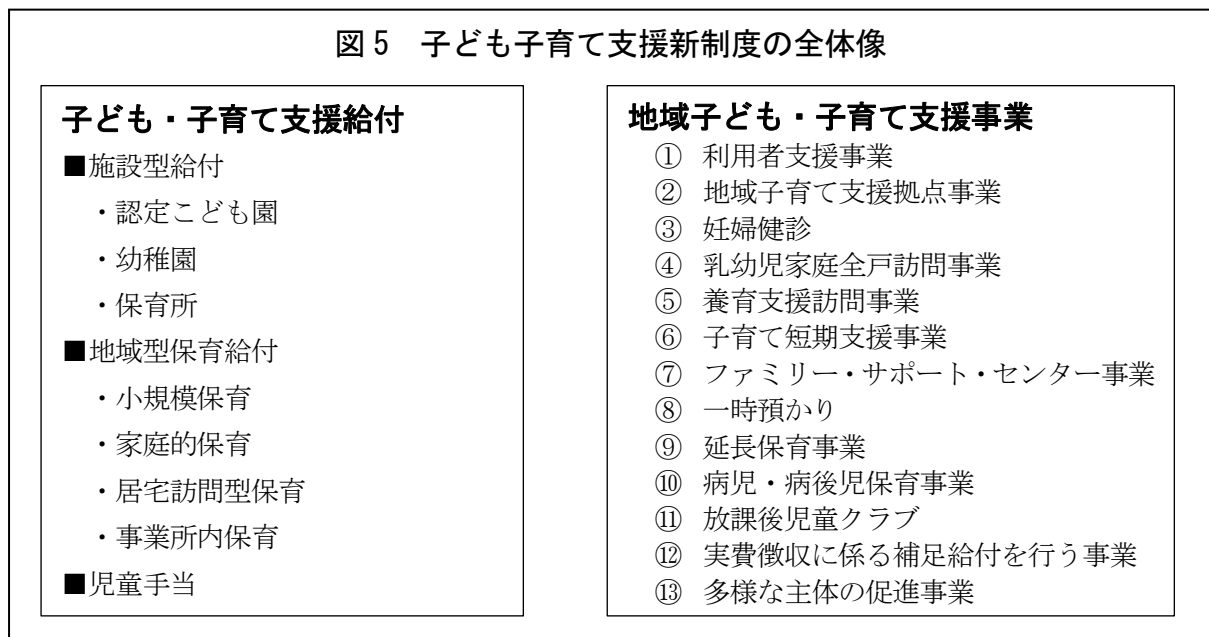 図5 子ども子育て支援新制度の全体像
子ども・子育て支援給付
■施設型給付
・認定こども園
・幼稚園
・保育所
■地域型保育給付
・小規模保育
・家庭的保育
・居宅訪問型保育
・事業所内保育
■児童手当
地域子ども・子育て支援事業
① 利用者支援事業
② 地域子育て支援拠点事業
③ 妊婦健診
④ 乳幼児家庭全戸訪問事業
⑤ 養育支援訪問事業
⑥ 子育て短期支援事業
⑦ ファミリー・サポート・センター事業
⑧ 一時預かり
⑨ 延長保育事業
⑩ 病児・病後児保育事業
⑪ 放課後児童クラブ
⑫ 実費徴収に係る補足給付を行う事業
⑬ 多様な主体の促進事業